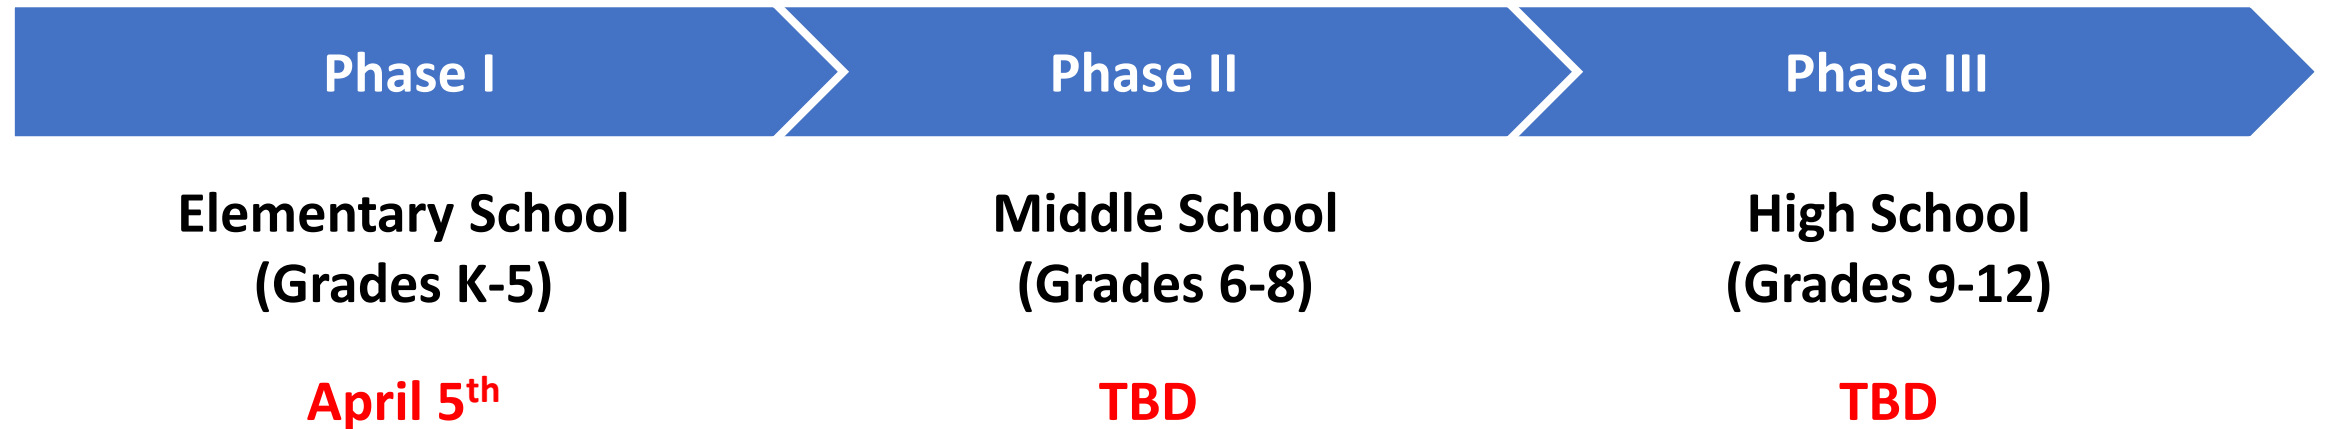 Phase I
Phase II
Phase III
Elementary School
(Grades K-5)
April 5th
Middle School
(Grades 6-8)
TBD
High School
(Grades 9-12)
TBD